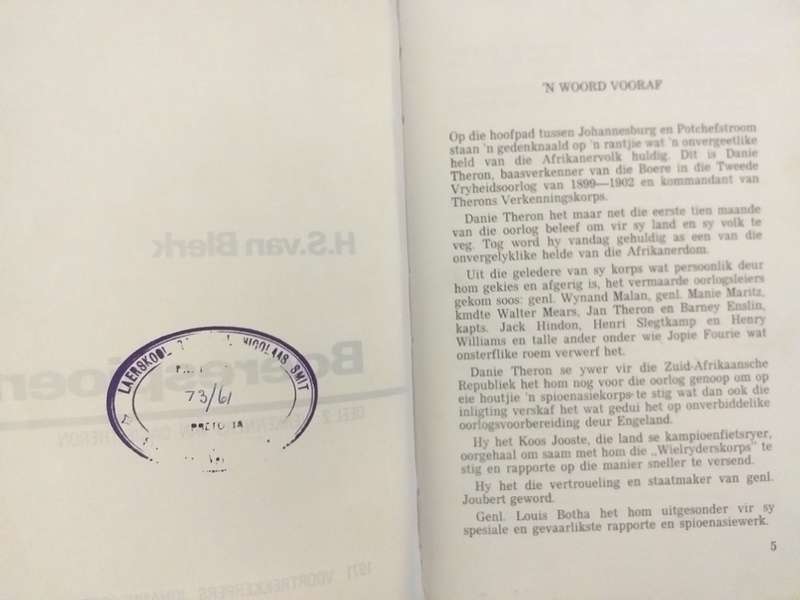 H.S. van Blerk
Boerespioen
DEEL 2
THERON
LAERSKOOL NICOLAAS SMIT
73/61
PRETORIA
1971 VOORTREKKERPERS
'N WOORD VOORAF
Op die hoofpad tussen Johannesburg en Potchefstroom
staan 'n gedenknaald op 'n rantjie wat 'n onvergeetlike
held van die Afrikanervolk huldig. Dit is Danie
Theron, baasverkenner van die Boere in die Tweede
Vryheidsoorlog van 1899—1902 en kommandant van
Therons Verkenningskorps.
Danie Theron het maar net die eerste tien maande
van die oorlog beleef om vir sy land en sy volk te
veg. Tog word hy vandag gehuldig as een van die
onvergelyklike helde van die Afrikanerdom.
Uit die geledere van sy korps wat persoonlik deur
hom gekies en afgerig is, het vermaarde oorlogsleiers
gekom soos: genl. Wynand Malan, genl. Manie Maritz,
kmdte Walter Mears, Jan Theron en Barney Enslin,
kapts. Jack Hindon, Henri Slegtkamp en Henry
Williams en talle ander onder wie Jopie Fourie wat
onsterflike roem verwerf het.
Danie Theron se ywer vir die Zuid-Afrikaansche
Republiek het hom nog voor die oorlog genoop om op
eie houtjie 'n spioenasiekorps te stig wat dan ook die
inligting verskaf het wat gedui het op onverbiddelike
oorlogsvoorbereiding deur Engeland.
Hy het Koos Jooste, die land se kampioenfietsryer,
oorgehaal om saam met hom die „Wielryderskorps” te
stig en rapporte op die manier sneller te versend.
Hy het die vertroueling en staatmaker van genl.
Joubert geword.
Genl. Louis Botha het hom uitgesonder vir sy
spesiale en gevaarlikste rapporte en spioenasiewerk.
5